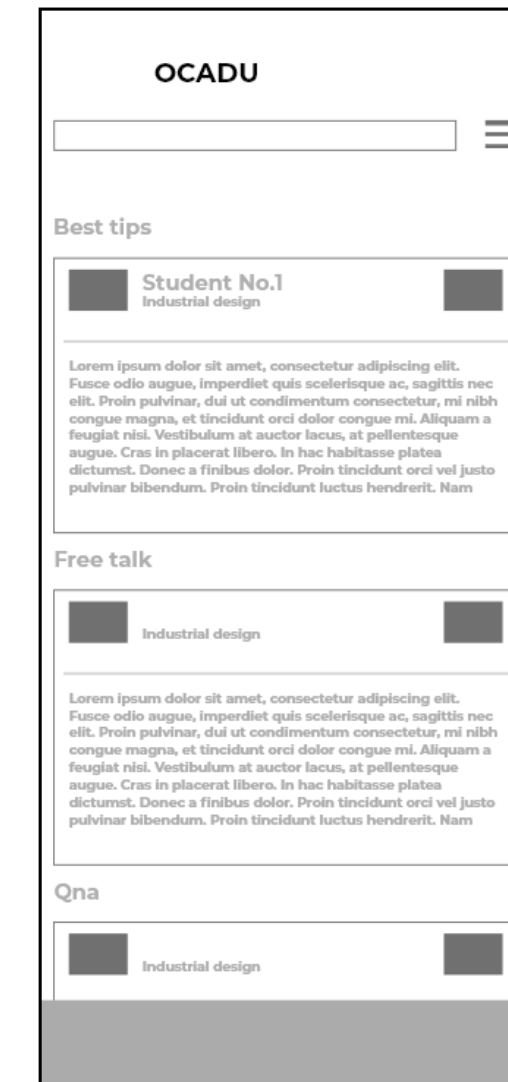 OCADU
Best tips
Student No.1
Industrial design
Lorem ipsum dolor sit amet, consectetur adipiscing elit.
Fusce odio augue, imperdiet quis scelerisque ac, sagittis nec
elit. Proin pulvinar, dui ut condimentum consectetur, mi nibh
congue magna, et tincidunt orci dolor congue mi. Aliquam a
feugiat nisi. Vestibulum at auctor lacus, at pellentesque
augue. Cras in placerat libero. In hac habitasse platea
dictumst. Donec a finibus dolor. Proin tincidunt orci vel justo
pulvinar bibendum. Proin tincidunt luctus hendrerit. Nam
Free talk
Industrial design
Lorem ipsum dolor sit amet, consectetur adipiscing elit.
Fusce odio augue, imperdiet quis scelerisque ac, sagittis nec
elit. Proin pulvinar, dui ut condimentum consectetur, mi nibh
congue magna, et tincidunt orci dolor congue mi. Aliquam a
feugiat nisi. Vestibulum at auctor lacus, at pellentesque
augue. Cras in placerat libero. In hac habitasse platea
dictumst. Donec a finibus dolor. Proin tincidunt orci vel justo
pulvinar bibendum. Proin tincidunt luctus hendrerit. Nam
Qna
Industrial design